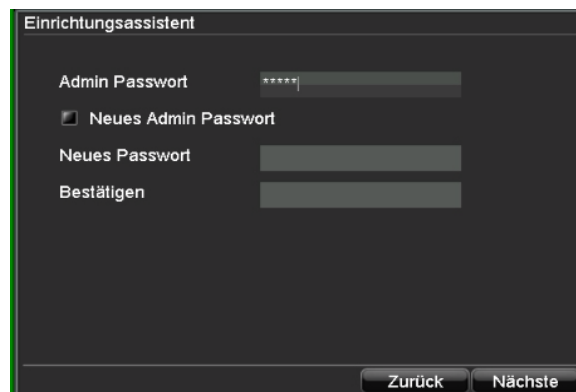 Einrichtungsassistent
Admin Passwort *****
Neues Admin Passwort
Neues Passwort
Bestätigen
Zurück Nächste